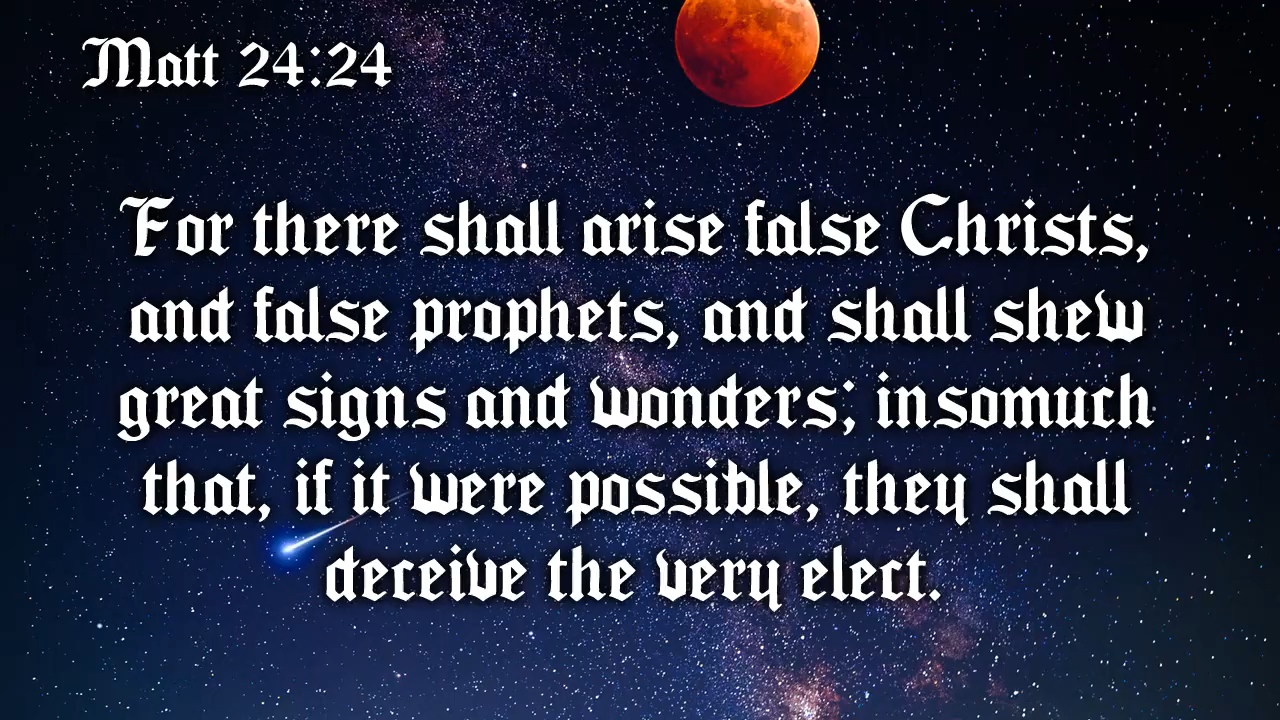 Matt 24:24
For there shall arise false Christs,
and false prophets, and shall shew
great signs and wonders; insomuch
that, if it were possible, they shall
deceive the very elect.